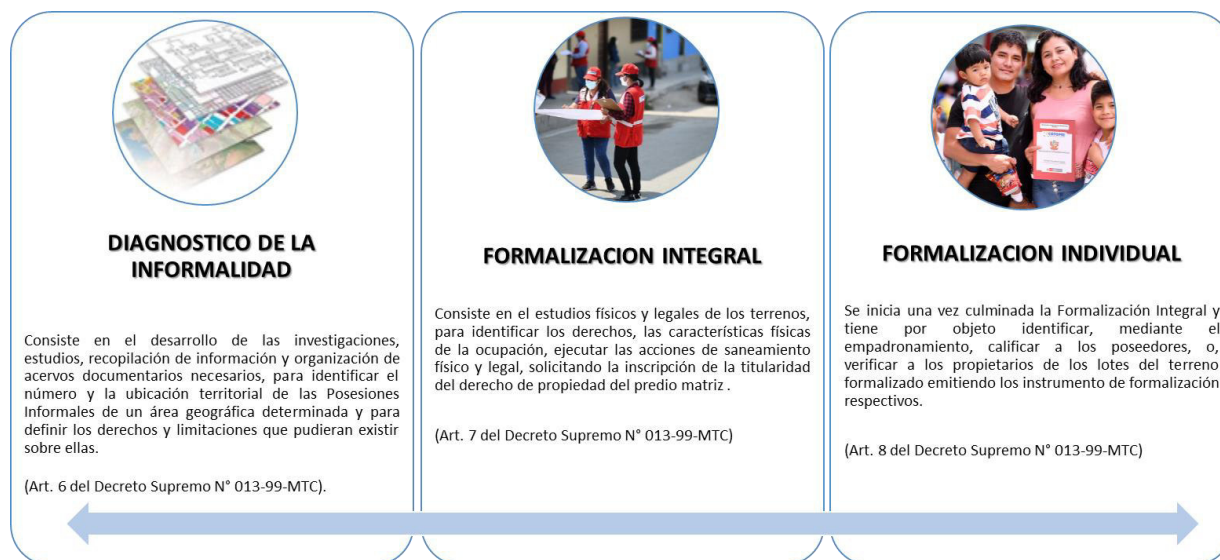 DIAGNOSTICO DE LA
INFORMALIDAD
Consiste en el desarrollo de las investigaciones,
estudios, recopilación de información y organización de
acervos documentarios necesarios, para identificar el
número y la ubicación territorial de las Posesiones
Informales de un área geográfica determinada y para
definir los derechos y limitaciones que pudieran existir
sobre ellas.
(Art. 6 del Decreto Supremo N° 013-99-MTC).
FORMALIZACION INTEGRAL
Consiste en el estudios físicos y legales de los terrenos,
para identificar los derechos, las características físicas
de la ocupación, ejecutar las acciones de saneamiento
físico y legal, solicitando la inscripción de la titularidad
del derecho de propiedad del predio matriz .
(Art. 7 del Decreto Supremo N° 013-99-MTC)
FORMALIZACION INDIVIDUAL
Se inicia una vez culminada la Formalización Integral y
tiene por objeto identificar, mediante el
empadronamiento, calificar a los poseedores, o,
verificar a los propietarios de los lotes del terreno
formalizado emitiendo los instrumento de formalización
respectivos.
(Art. 8 del Decreto Supremo N° 013-99-MTC)